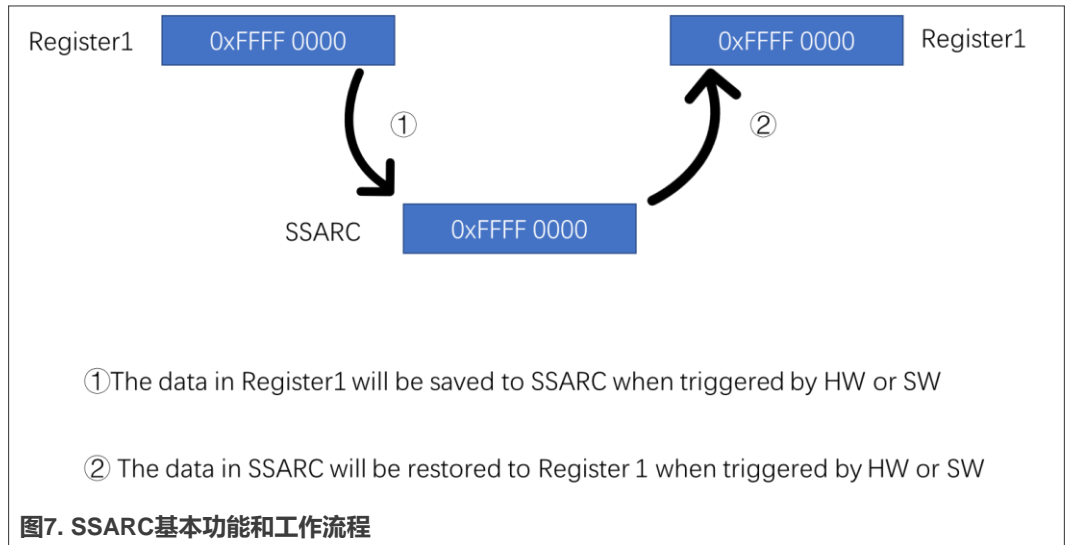 Register1
0xFFFF 0000
0xFFFF 0000
Register1
①
②
SSARC
0xFFFF 0000
①The data in Register1 will be saved to SSARC when triggered by HW or SW
② The data in SSARC will be restored to Register 1 when triggered by HW or SW
图7. SSARC基本功能和工作流程